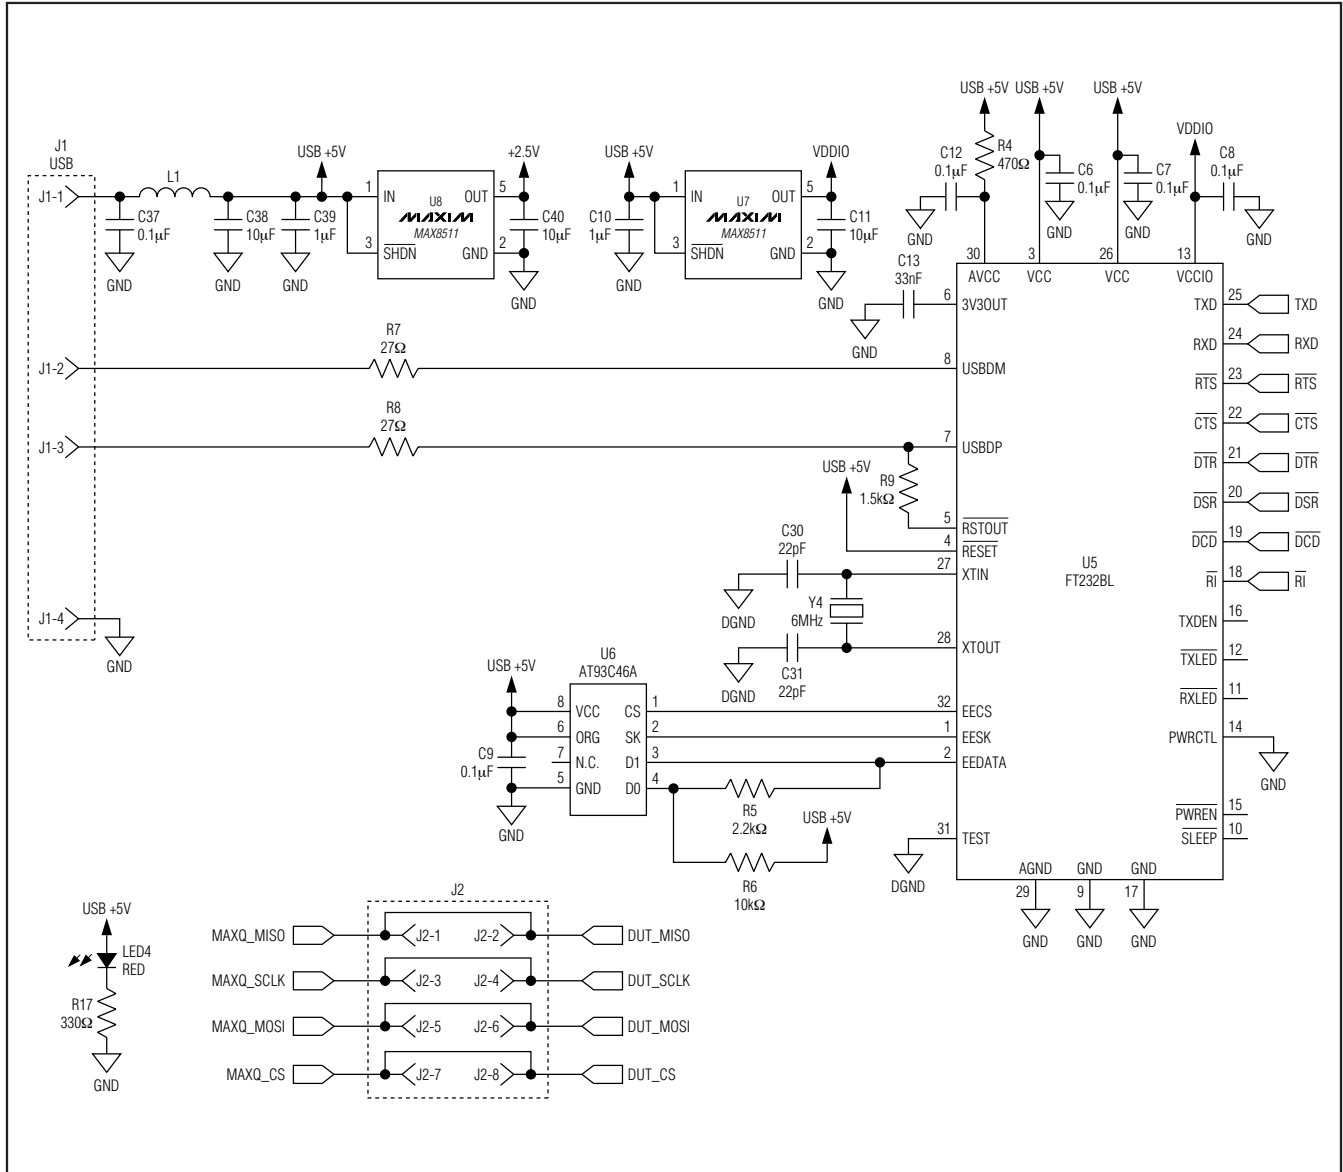 USB +5V USB +5V USB +5V
J1
USB
USB +5V +2.5V USB +5V VDDIO
C12
0.1µF
R4
470Ω
C6
0.1µF
C7
0.1µF
VDDIO
C8
0.1µF
J1-1
L1
C37
0.1µF
C38
10µF
C39
1µF
1 IN U8 OUT 5
MAXIM
MAX8511
3 SHDN GND 2
C40
10µF
C10
1µF
1 IN U7 OUT 5
MAXIM
MAX8511
3 SHDN GND 2
C11
10µF
GND GND GND GND GND GND
GND GND GND GND
30 3 26 13
AVCC VCC VCC VCCIO
C13
33nF
GND
6 3V3OUT
TXD 25 TXD
R7
27Ω
J1-2
8 USBDM
RXD 24 RXD
RTS 23 RTS
R8
27Ω
J1-3
7 USBDP
CTS 22 CTS
DTR 21 DTR
USB +5V
R9
1.5kΩ
DSR 20 DSR
5 RSTOUT
4 RESET
DCD 19 DCD
C30
22pF
27 XTIN
U5
FT232BL
RI 18 RI
DGND
Y4
6MHz
J1-4
GND
TXDEN 16
28 XTOUT
C31
22pF
DGND
TXLED 12
U6
AT93C46A
USB +5V
RXLED 11
8 VCC CS 1
32 EECS
6 ORG SK 2
1 EESK
PWRCTL 14
GND
C9
0.1µF
7 N.C. D1 3
2 EEDATA
5 GND D0 4
GND
R5
2.2kΩ
USB +5V
R6
10kΩ
PWREN 15
31 TEST
SLEEP 10
DGND
AGND GND GND
29 9 17
GND GND GND
USB +5V
LED4
RED
R17
330Ω
GND
J2
MAXQ_MISO J2-1 J2-2 DUT_MISO
MAXQ_SCLK J2-3 J2-4 DUT_SCLK
MAXQ_MOSI J2-5 J2-6 DUT_MOSI
MAXQ_CS J2-7 J2-8 DUT_CS